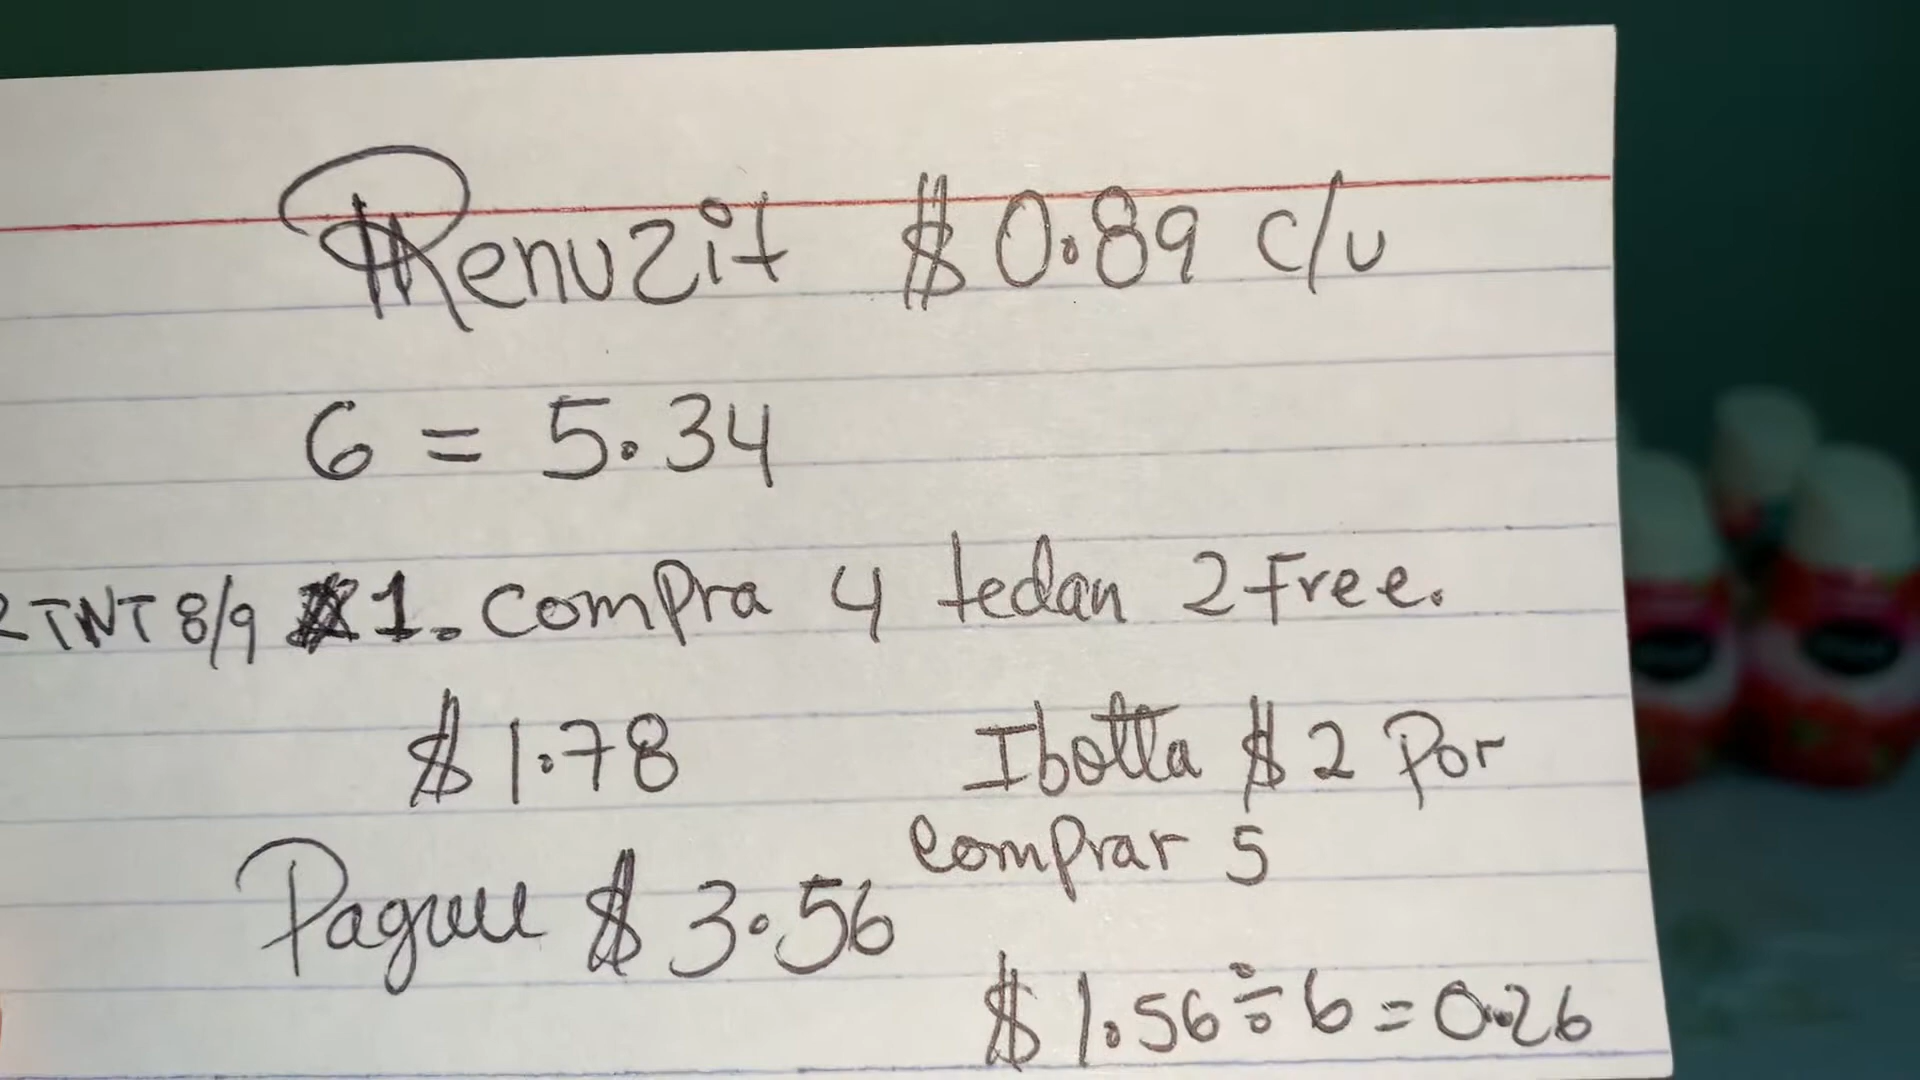 Renuzit $0.89 c/u
6 = 5.34
TNT 8/9 1. compra 4 tedan 2 Free.
$1.78
Ibotta $2 Por
comprar 5
Pague $3.56
$1.56÷6=0.26